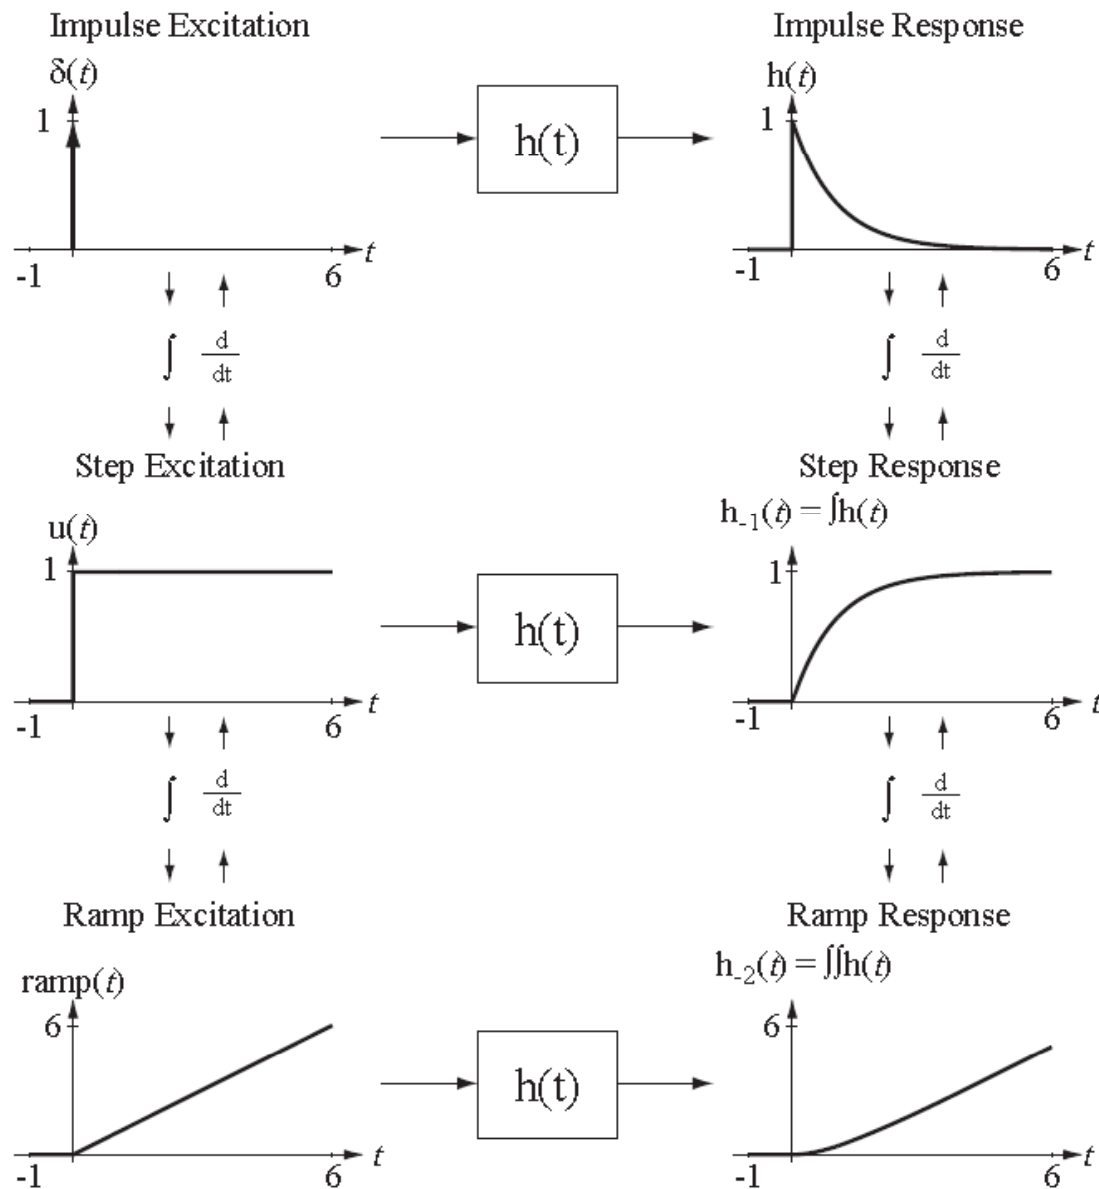 Impulse Excitation
Impulse Response
δ(t)
h(t)
1
h(t)
1
-1
6
t
-1
6
t
∫ d/dt
∫ d/dt
Step Excitation
Step Response
u(t)
h₋₁(t) = ∫h(t)
1
h(t)
1
-1
6
t
-1
6
t
∫ d/dt
∫ d/dt
Ramp Excitation
Ramp Response
ramp(t)
h₋₂(t) = ∫∫h(t)
6
h(t)
6
-1
6
t
-1
6
t